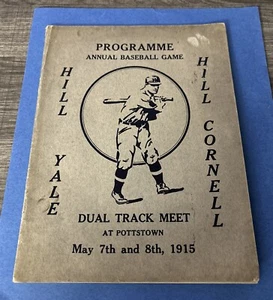 PROGRAMME
ANNUAL BASEBALL GAME
HILL YALE
HILL CORNELL
DUAL TRACK MEET
AT POTTSTOWN
May 7th and 8th, 1915